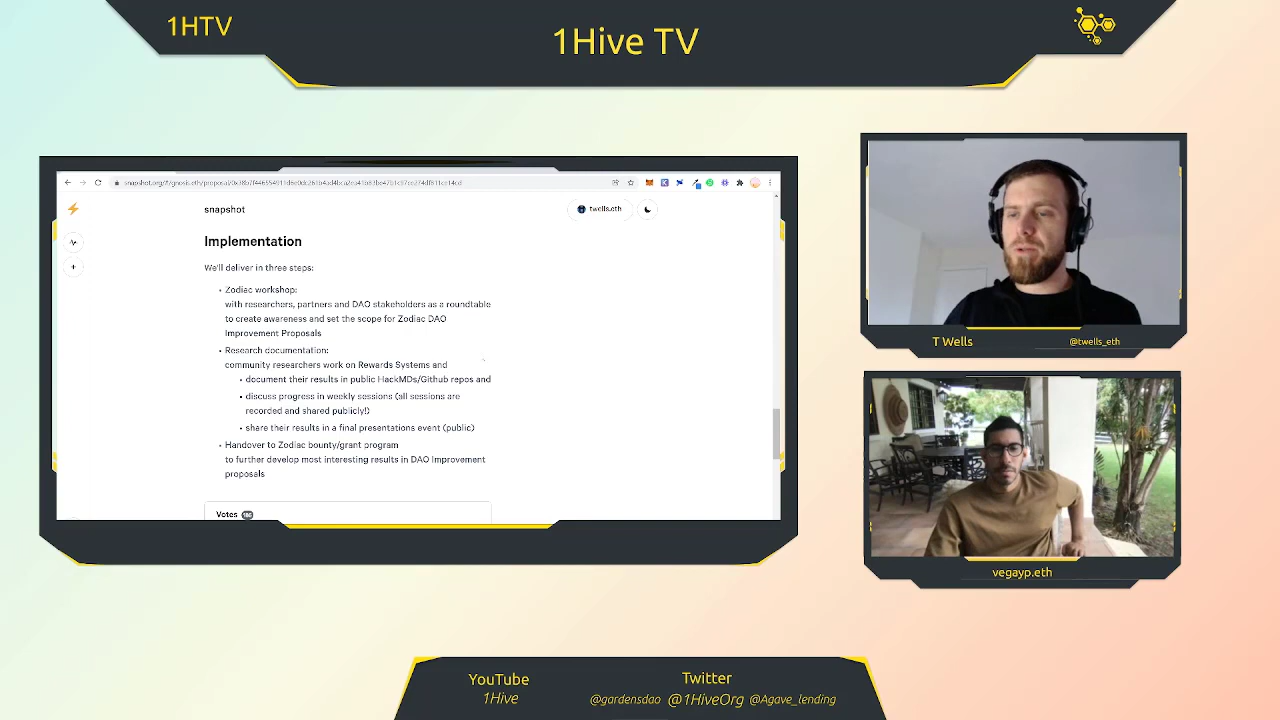 1HTV
1Hive TV
snapshot
twells.eth
Implementation
We'll deliver in three steps:
• Zodiac workshop:
with researchers, partners and DAO stakeholders as a roundtable
to create awareness and set the scope for Zodiac DAO
Improvement Proposals
• Research documentation:
community researchers work on Rewards Systems and
• document their results in public HackMDs/Github repos and
• discuss progress in weekly sessions (all sessions are
recorded and shared publicly!)
• share their results in a final presentations event (public)
• Handover to Zodiac bounty/grant program
to further develop most interesting results in DAO Improvement
proposals
Votes
T Wells
@twells_eth
vegayp.eth
YouTube
1Hive
Twitter
@gardensdao @1HiveOrg @Agave_lending